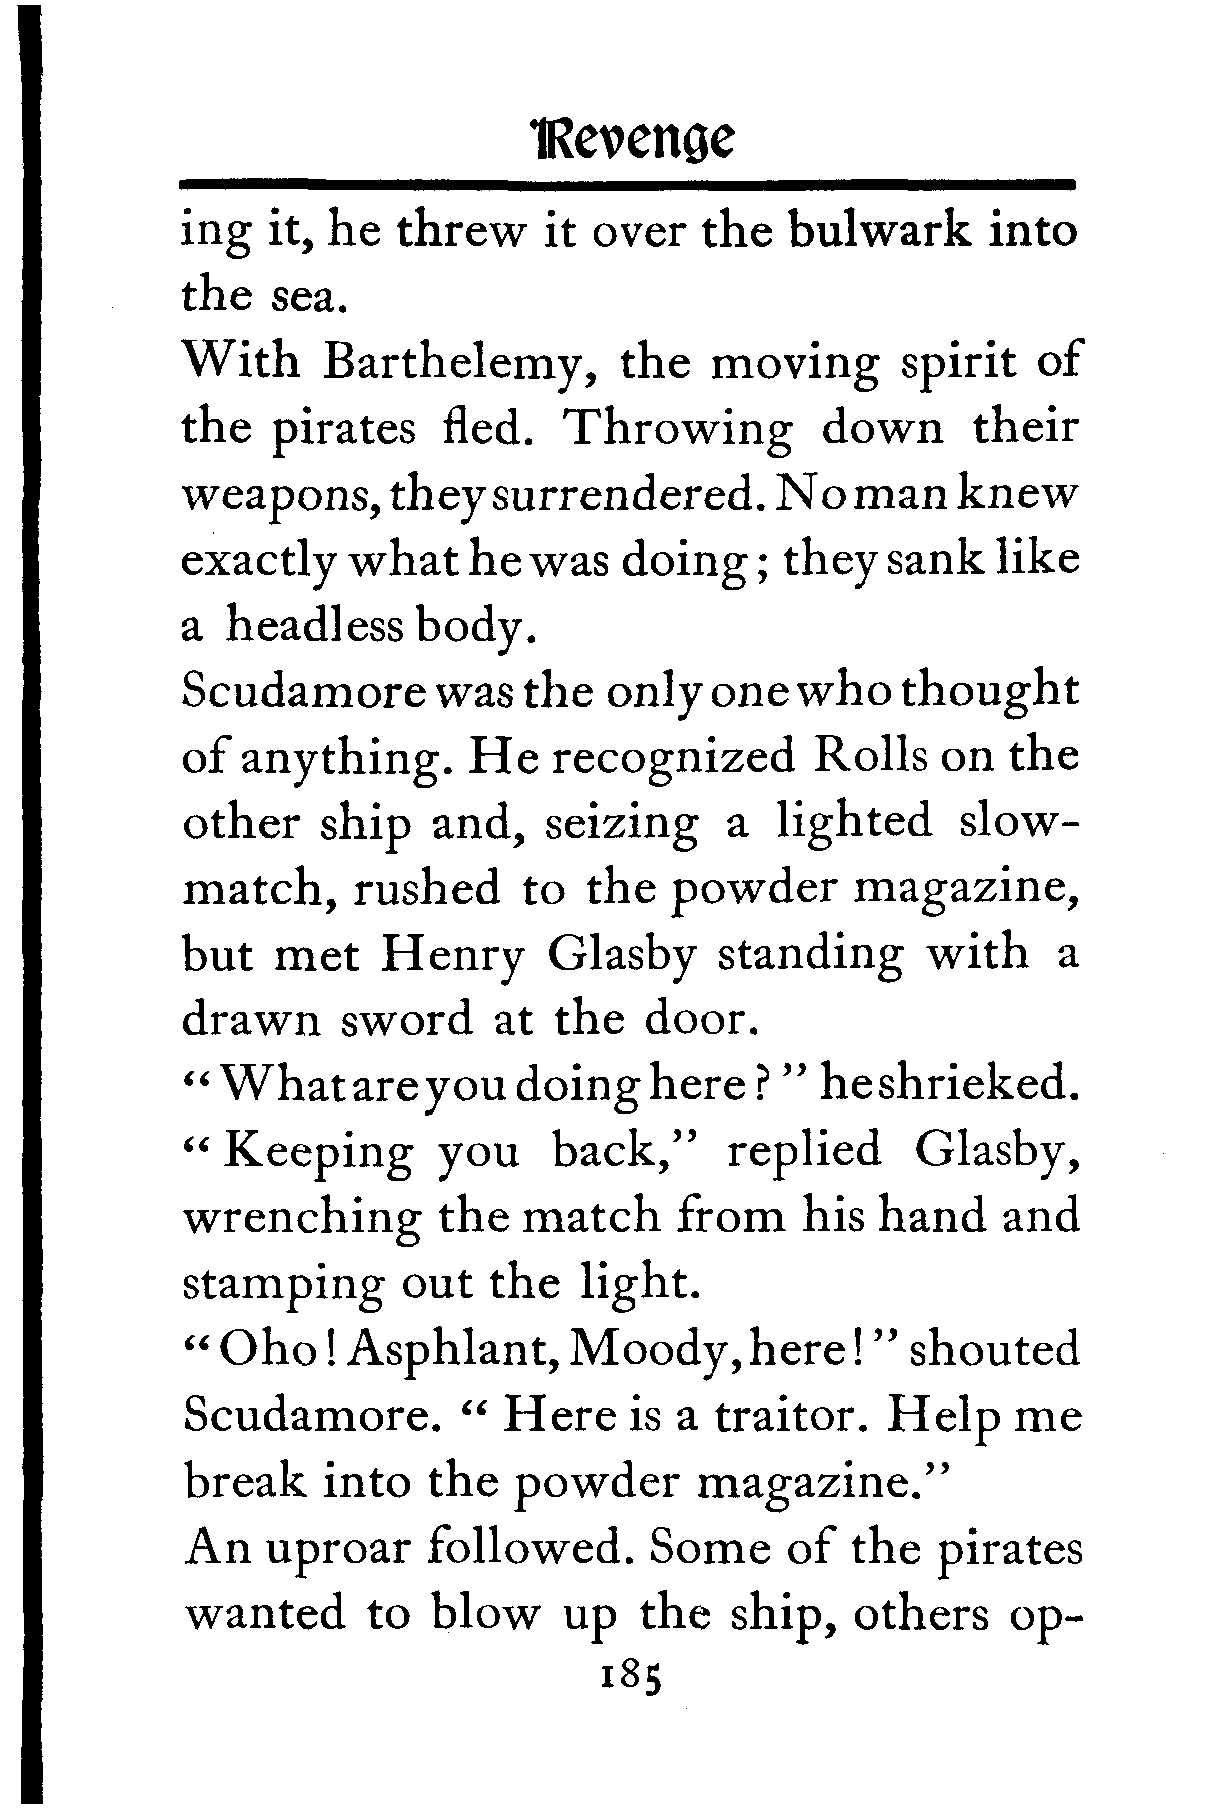 Revenge
ing it, he threw it over the bulwark into
the sea.
With Barthelemy, the moving spirit of
the pirates fled. Throwing down their
weapons, they surrendered. No man knew
exactly what he was doing; they sank like
a headless body.
Scudamore was the only one who thought
of anything. He recognized Rolls on the
other ship and, seizing a lighted slow-
match, rushed to the powder magazine,
but met Henry Glasby standing with a
drawn sword at the door.
“What are you doing here?” he shrieked.
“Keeping you back,” replied Glasby,
wrenching the match from his hand and
stamping out the light.
“Oho! Asphlant, Moody, here!” shouted
Scudamore. “Here is a traitor. Help me
break into the powder magazine.”
An uproar followed. Some of the pirates
wanted to blow up the ship, others op-
185